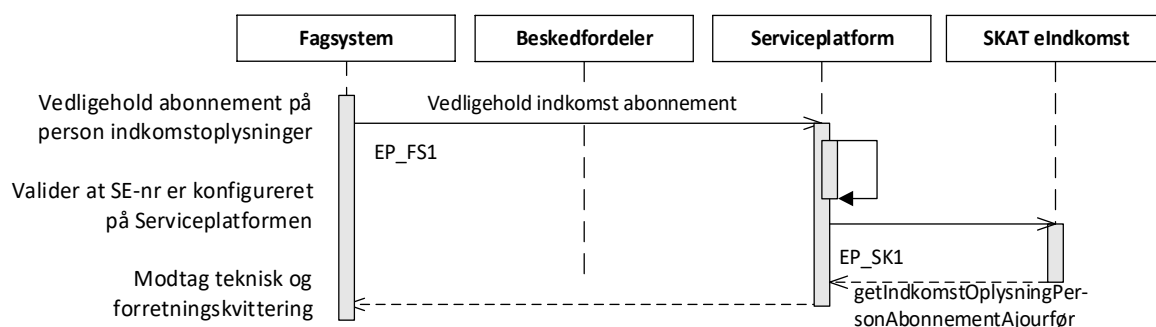 Fagsystem
Beskedfordeler
Serviceplatform
SKAT eIndkomst
Vedligehold abonnement på
person indkomstoplysninger
Vedligehold indkomst abonnement
EP_FS1
Valider at SE-nr er konfigureret
på Serviceplatformen
EP_SK1
Modtag teknisk og
forretningskvittering
getIndkomstOplysningPer-
sonAbonnementAjourfør